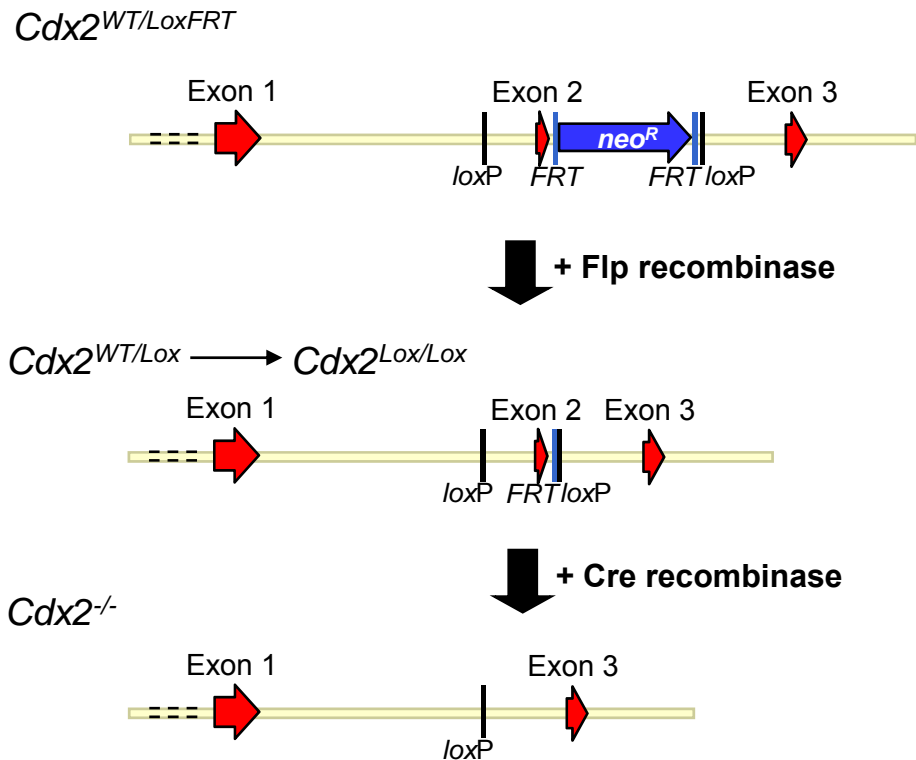 Cdx2WT/LoxFRT
Exon 1 Exon 2 Exon 3
neoR
loxP FRT FRT loxP
+ Flp recombinase
Cdx2WT/Lox Cdx2Lox/Lox
Exon 1 Exon 2 Exon 3
loxP FRT loxP
+ Cre recombinase
Cdx2-/-
Exon 1 Exon 3
loxP